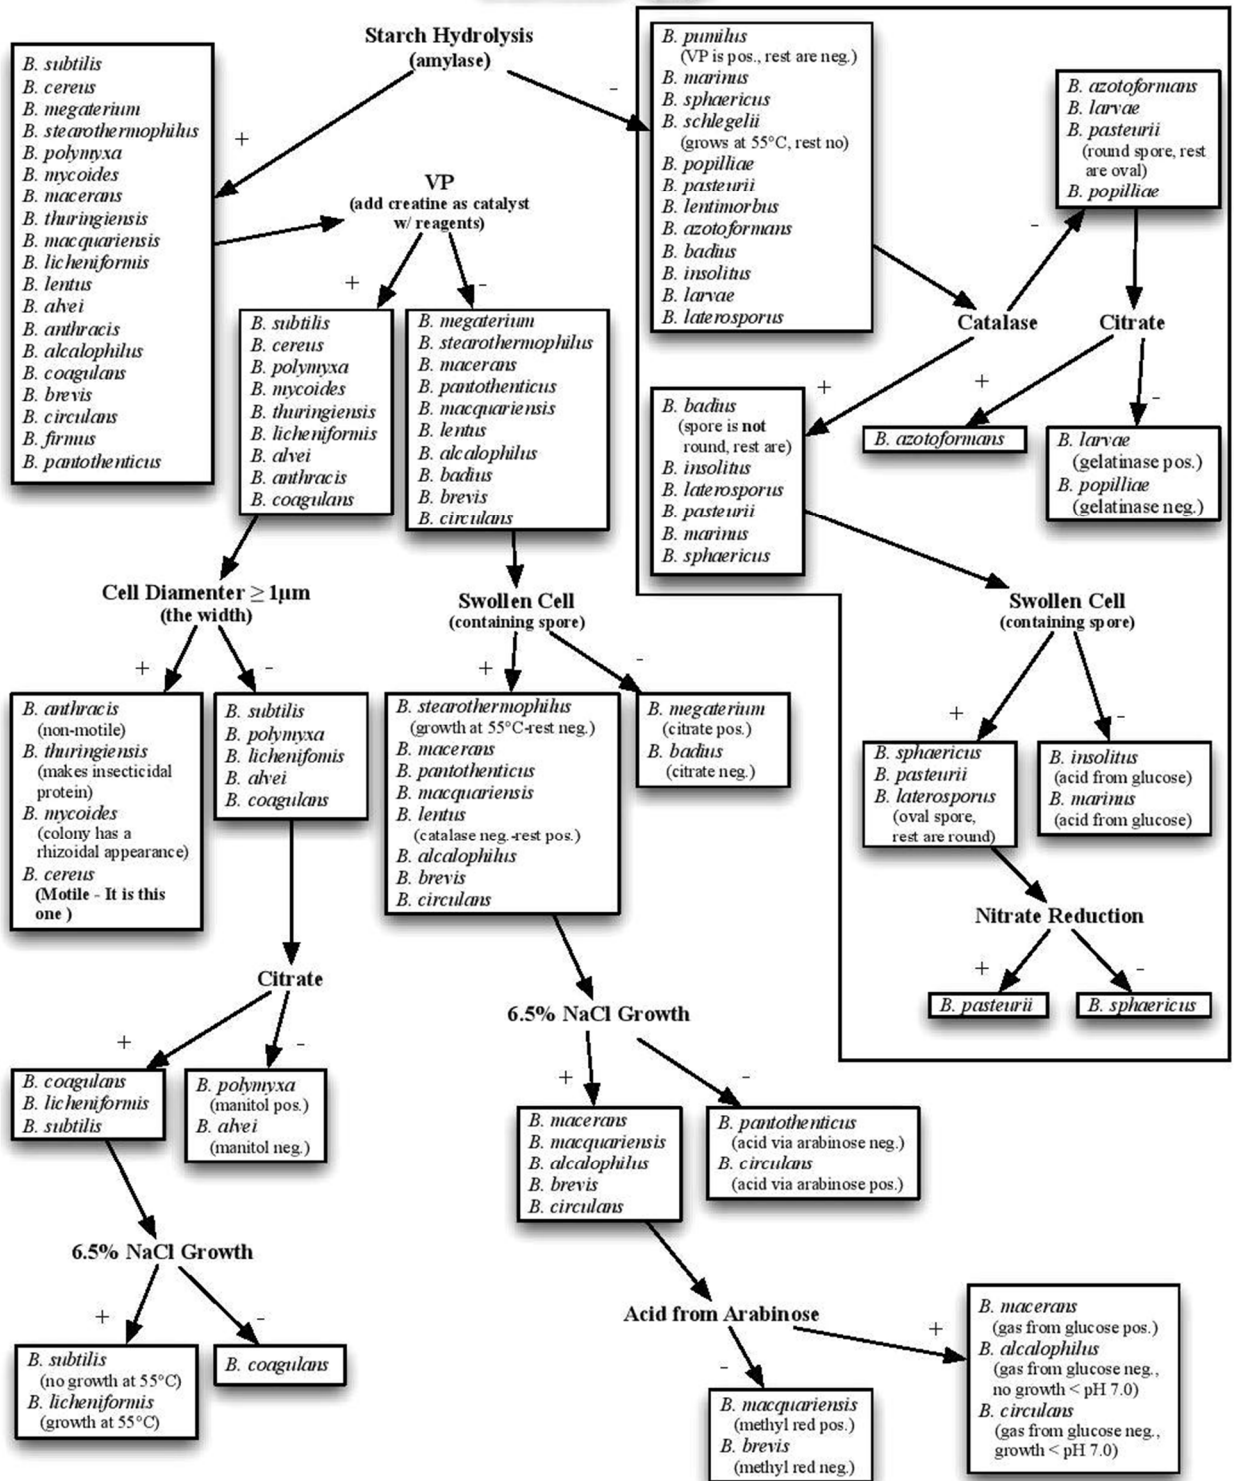 Starch Hydrolysis
(amylase)
+
-
B. subtilis
B. cereus
B. megaterium
B. stearothermophilus
B. polymyxa
B. mycoides
B. macerans
B. thuringiensis
B. macquariensis
B. licheniformis
B. lentus
B. alvei
B. anthracis
B. alcalophilus
B. coagulans
B. brevis
B. circulans
B. firmus
B. pantothenticus
VP
(add creatine as catalyst
w/ reagents)
+
-
B. subtilis
B. cereus
B. polymyxa
B. mycoides
B. thuringiensis
B. licheniformis
B. alvei
B. anthracis
B. coagulans
B. megaterium
B. stearothermophilus
B. macerans
B. pantothenticus
B. macquariensis
B. lentus
B. alcalophilus
B. badius
B. brevis
B. circulans
Cell Diamenter ≥ 1µm
(the width)
+
-
B. anthracis
(non-motile)
B. thuringiensis
(makes insecticidal
protein)
B. mycoides
(colony has a
rhizoidal appearance)
B. cereus
(Motile - It is this
one )
B. subtilis
B. polymyxa
B. lichenifomis
B. alvei
B. coagulans
Citrate
+
-
B. coagulans
B. licheniformis
B. subtilis
B. polymyxa
(manitol pos.)
B. alvei
(manitol neg.)
6.5% NaCl Growth
+
-
B. subtilis
(no growth at 55°C)
B. licheniformis
(growth at 55°C)
B. coagulans
Swollen Cell
(containing spore)
+
-
B. stearothermophilus
(growth at 55°C-rest neg.)
B. macerans
B. pantothenticus
B. macquariensis
B. lentus
(catalase neg.-rest pos.)
B. alcalophilus
B. brevis
B. circulans
B. megaterium
(citrate pos.)
B. badius
(citrate neg.)
6.5% NaCl Growth
+
-
B. macerans
B. macquariensis
B. alcalophilus
B. brevis
B. circulans
B. pantothenticus
(acid via arabinose neg.)
B. circulans
(acid via arabinose pos.)
Acid from Arabinose
-
+
B. macquariensis
(methyl red pos.)
B. brevis
(methyl red neg.)
B. macerans
(gas from glucose pos.)
B. alcalophilus
(gas from glucose neg.,
no growth < pH 7.0)
B. circulans
(gas from glucose neg.,
growth < pH 7.0)
B. pumilus
(VP is pos., rest are neg.)
B. marinus
B. sphaericus
B. schlegelii
(grows at 55°C, rest no)
B. popilliae
B. pasteurii
B. lentimorbus
B. azotoformans
B. badius
B. insolitus
B. larvae
B. laterosporus
Catalase
-
+
B. azotoformans
B. larvae
B. pasteurii
(round spore, rest
are oval)
B. popilliae
Citrate
+
-
B. azotoformans
B. larvae
(gelatinase pos.)
B. popilliae
(gelatinase neg.)
B. badius
(spore is not
round, rest are)
B. insolitus
B. laterosporus
B. pasteurii
B. marinus
B. sphaericus
Swollen Cell
(containing spore)
+
-
B. sphaericus
B. pasteurii
B. laterosporus
(oval spore,
rest are round)
B. insolitus
(acid from glucose)
B. marinus
(acid from glucose)
Nitrate Reduction
+
-
B. pasteurii
B. sphaericus